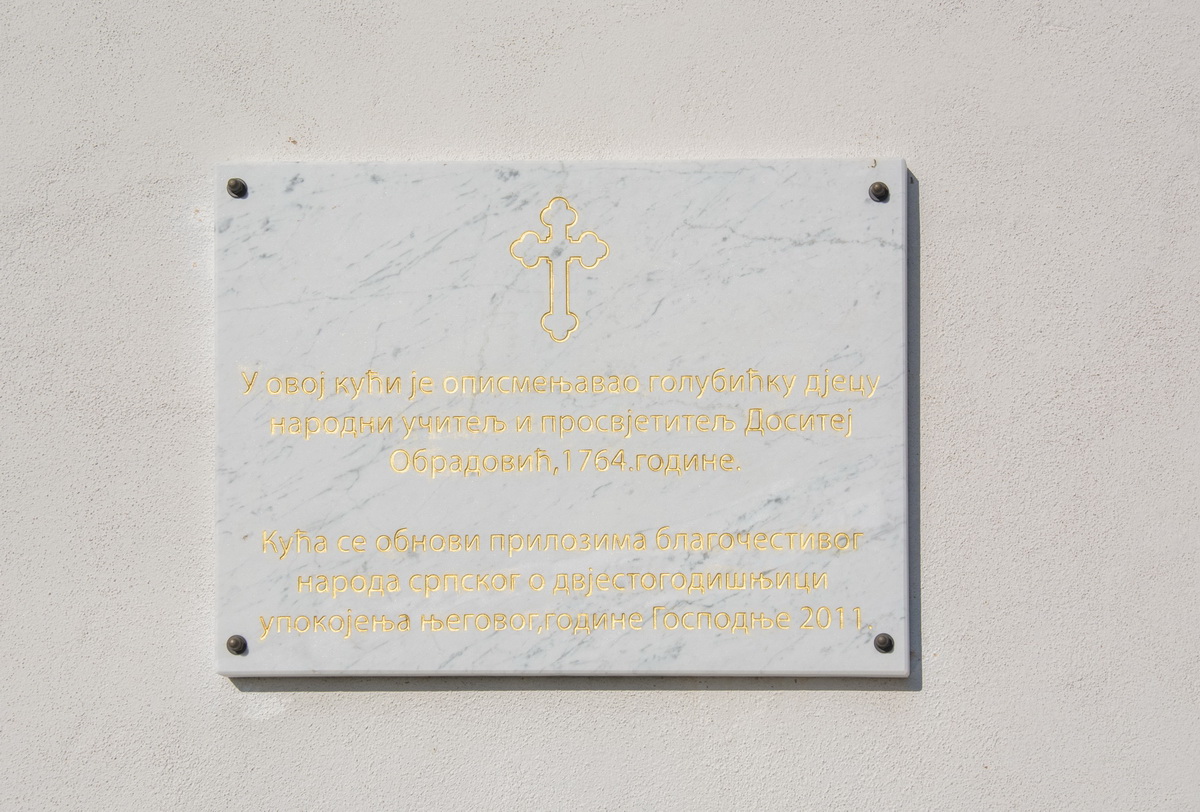 У овој кући је описмењавао голубићку дјецу
народни учитељ и просвјетитељ Доситеј
Обрадовић,1764.године.
Кућа се обнови прилозима благочестивог
народа српског о двјестогодишњици
упокојења његовог,године Господње 2011.